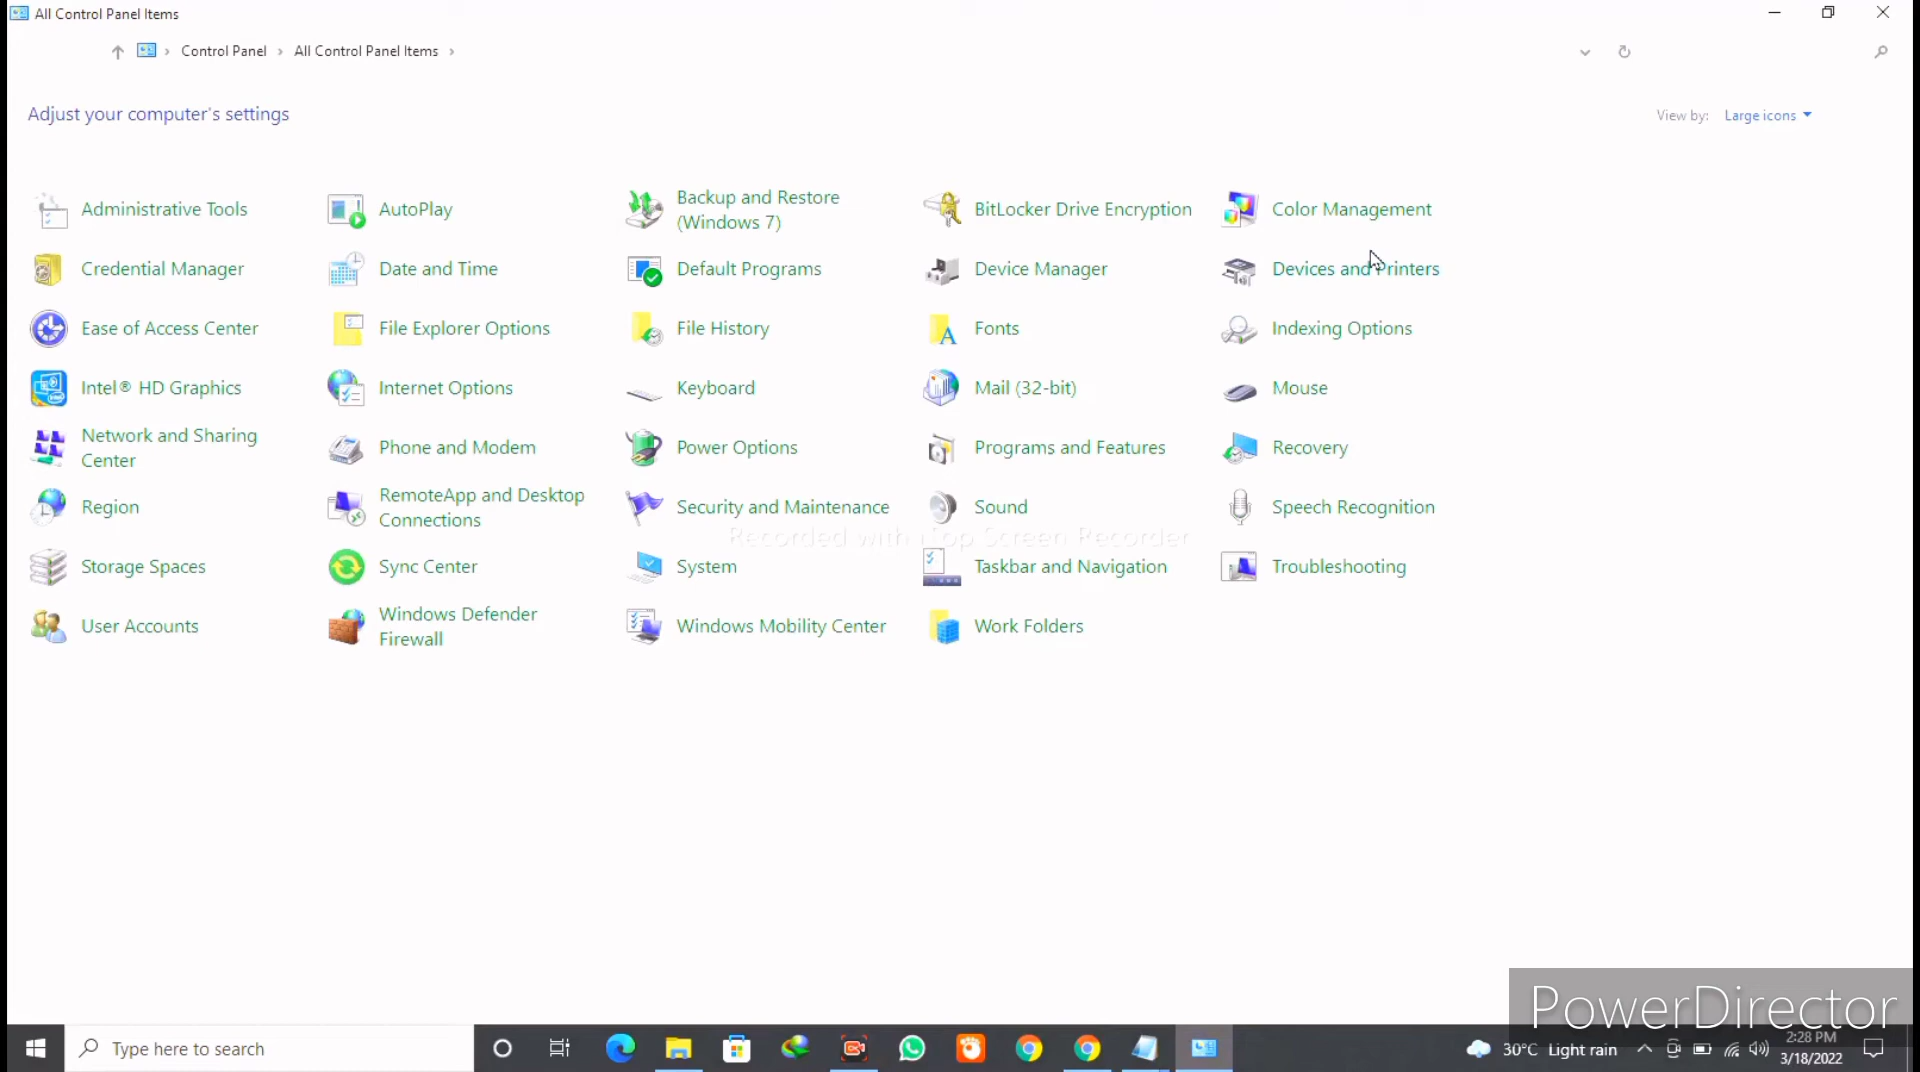 All Control Panel Items
Control Panel
All Control Panel Items
Adjust your computer's settings
View by: Large icons
Administrative Tools
AutoPlay
Backup and Restore
(Windows 7)
BitLocker Drive Encryption
Color Management
Credential Manager
Date and Time
Default Programs
Device Manager
Devices and Printers
Ease of Access Center
File Explorer Options
File History
Fonts
Indexing Options
Intel® HD Graphics
Internet Options
Keyboard
Mail (32-bit)
Mouse
Network and Sharing
Center
Phone and Modem
Power Options
Programs and Features
Recovery
Region
RemoteApp and Desktop
Connections
Security and Maintenance
Sound
Speech Recognition
Recorded with iTop Screen Recorder
Storage Spaces
Sync Center
System
Taskbar and Navigation
Troubleshooting
User Accounts
Windows Defender
Firewall
Windows Mobility Center
Work Folders
PowerDirector
Type here to search
30°C Light rain
2:28 PM
3/18/2022